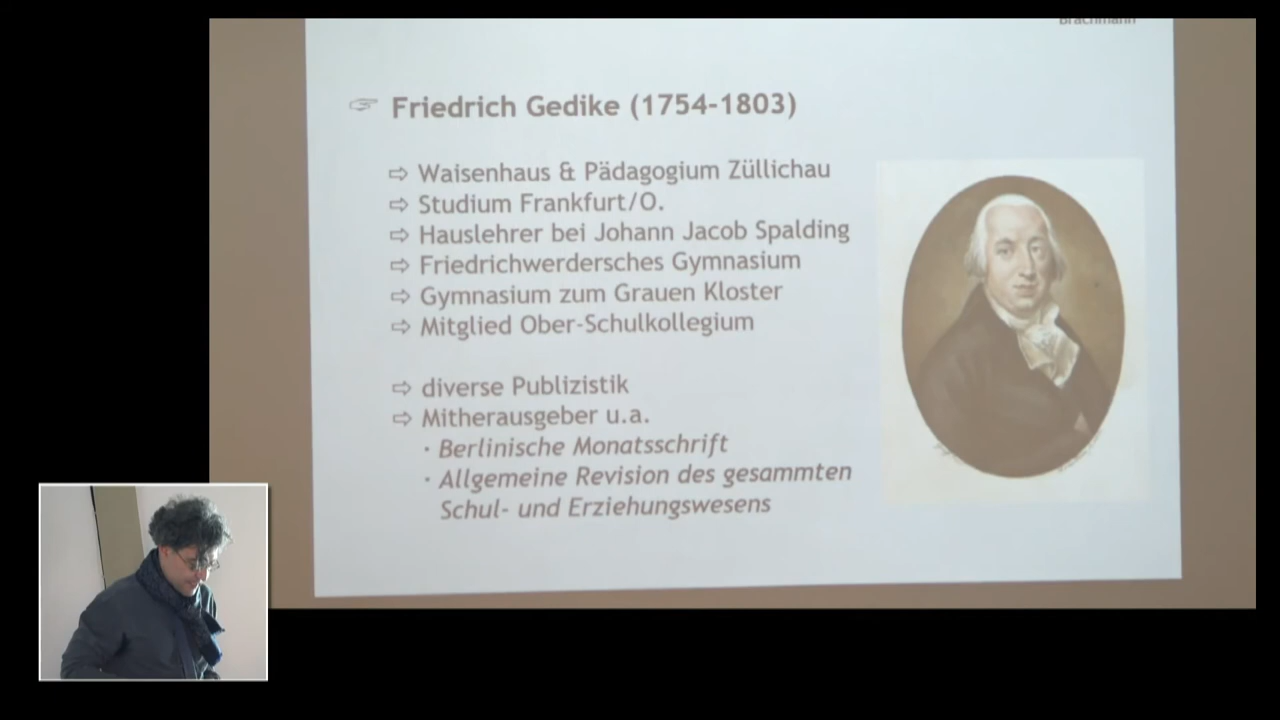 Brachmann
☞ Friedrich Gedike (1754-1803)
⇨ Waisenhaus & Pädagogium Züllichau
⇨ Studium Frankfurt/O.
⇨ Hauslehrer bei Johann Jacob Spalding
⇨ Friedrichwerdersches Gymnasium
⇨ Gymnasium zum Grauen Kloster
⇨ Mitglied Ober-Schulkollegium
⇨ diverse Publizistik
⇨ Mitherausgeber u.a.
· Berlinische Monatsschrift
· Allgemeine Revision des gesammten
Schul- und Erziehungswesens